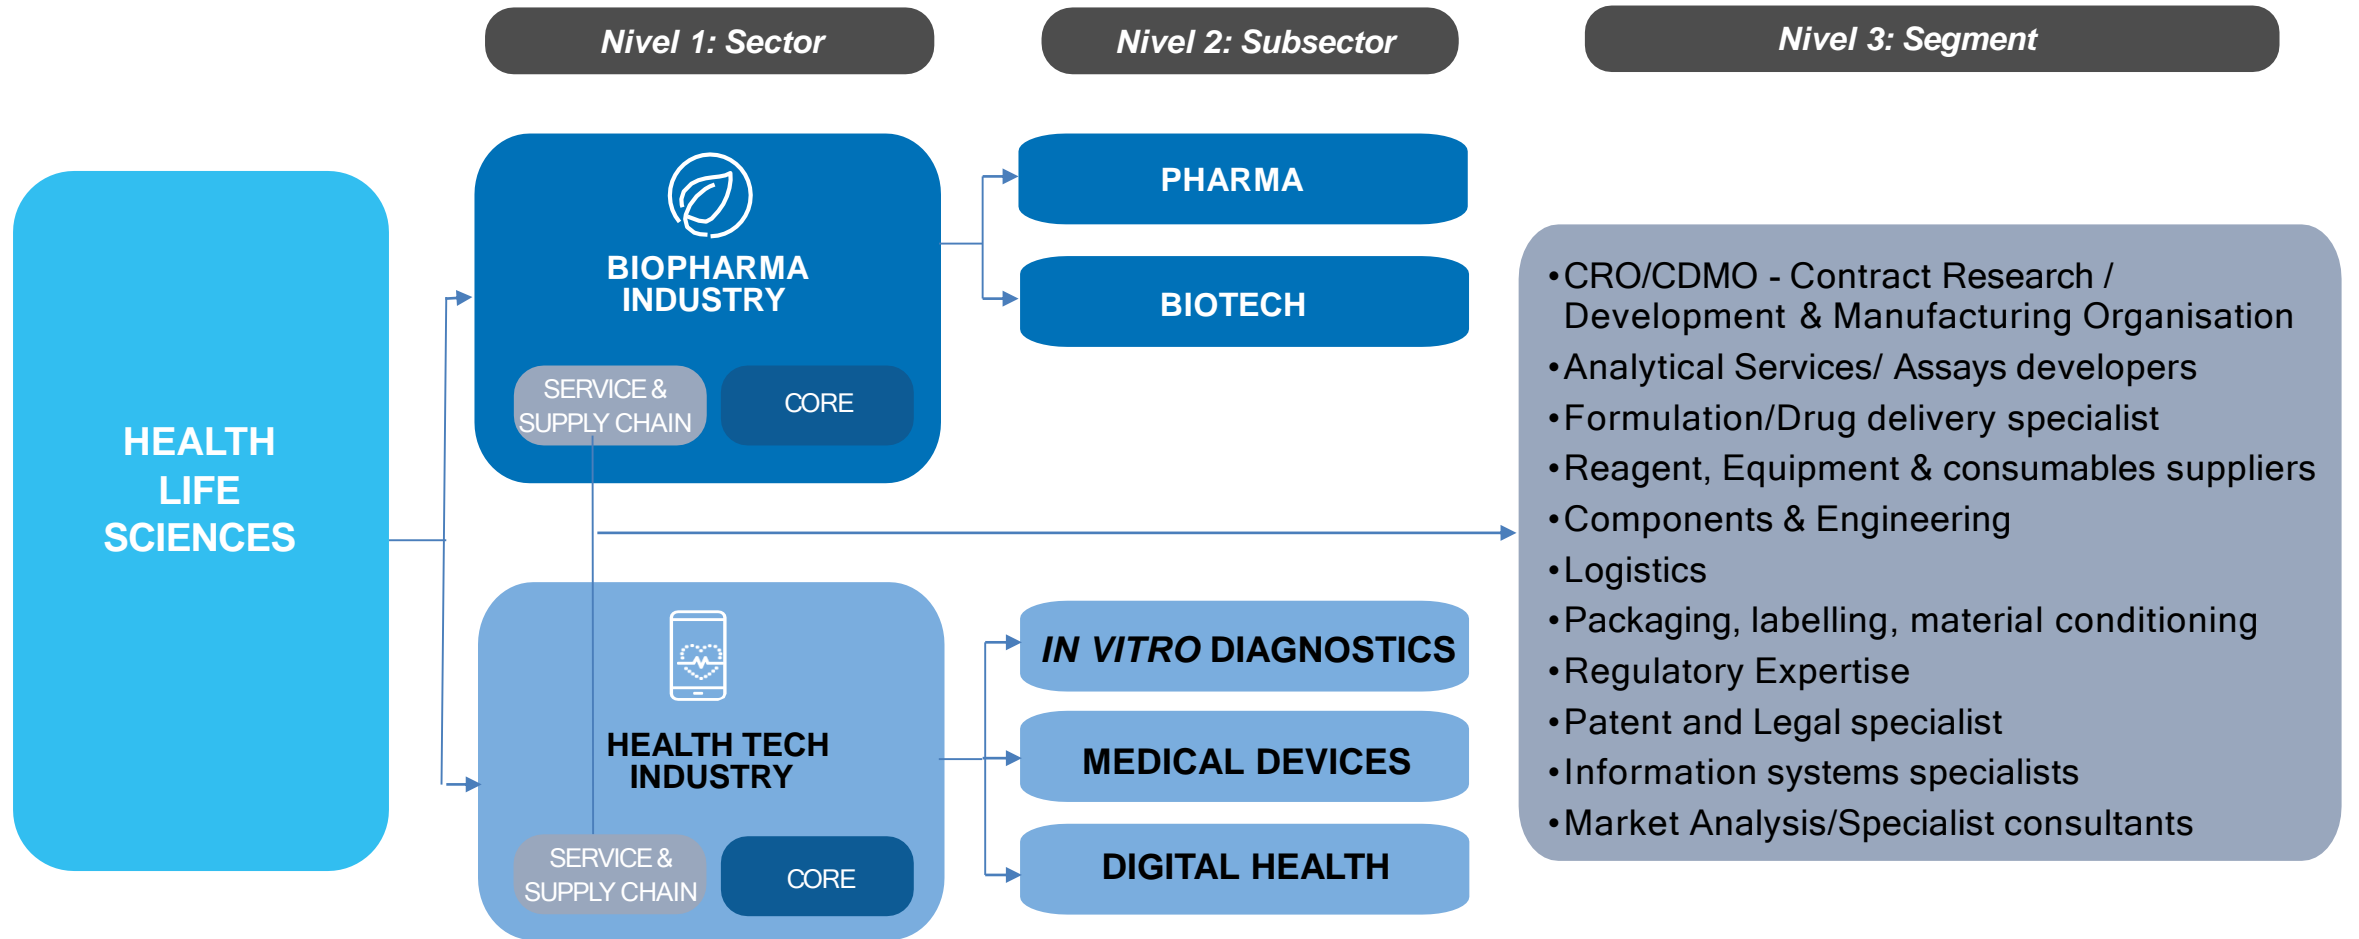 Nivel 1: Sector
Nivel 2: Subsector
Nivel 3: Segment
HEALTH
LIFE
SCIENCES
BIOPHARMA
INDUSTRY
SERVICE &
SUPPLY CHAIN
CORE
PHARMA
BIOTECH
HEALTH TECH
INDUSTRY
SERVICE &
SUPPLY CHAIN
CORE
IN VITRO DIAGNOSTICS
MEDICAL DEVICES
DIGITAL HEALTH
•CRO/CDMO - Contract Research /
Development & Manufacturing Organisation
•Analytical Services/ Assays developers
•Formulation/Drug delivery specialist
•Reagent, Equipment & consumables suppliers
•Components & Engineering
•Logistics
•Packaging, labelling, material conditioning
•Regulatory Expertise
•Patent and Legal specialist
•Information systems specialists
•Market Analysis/Specialist consultants